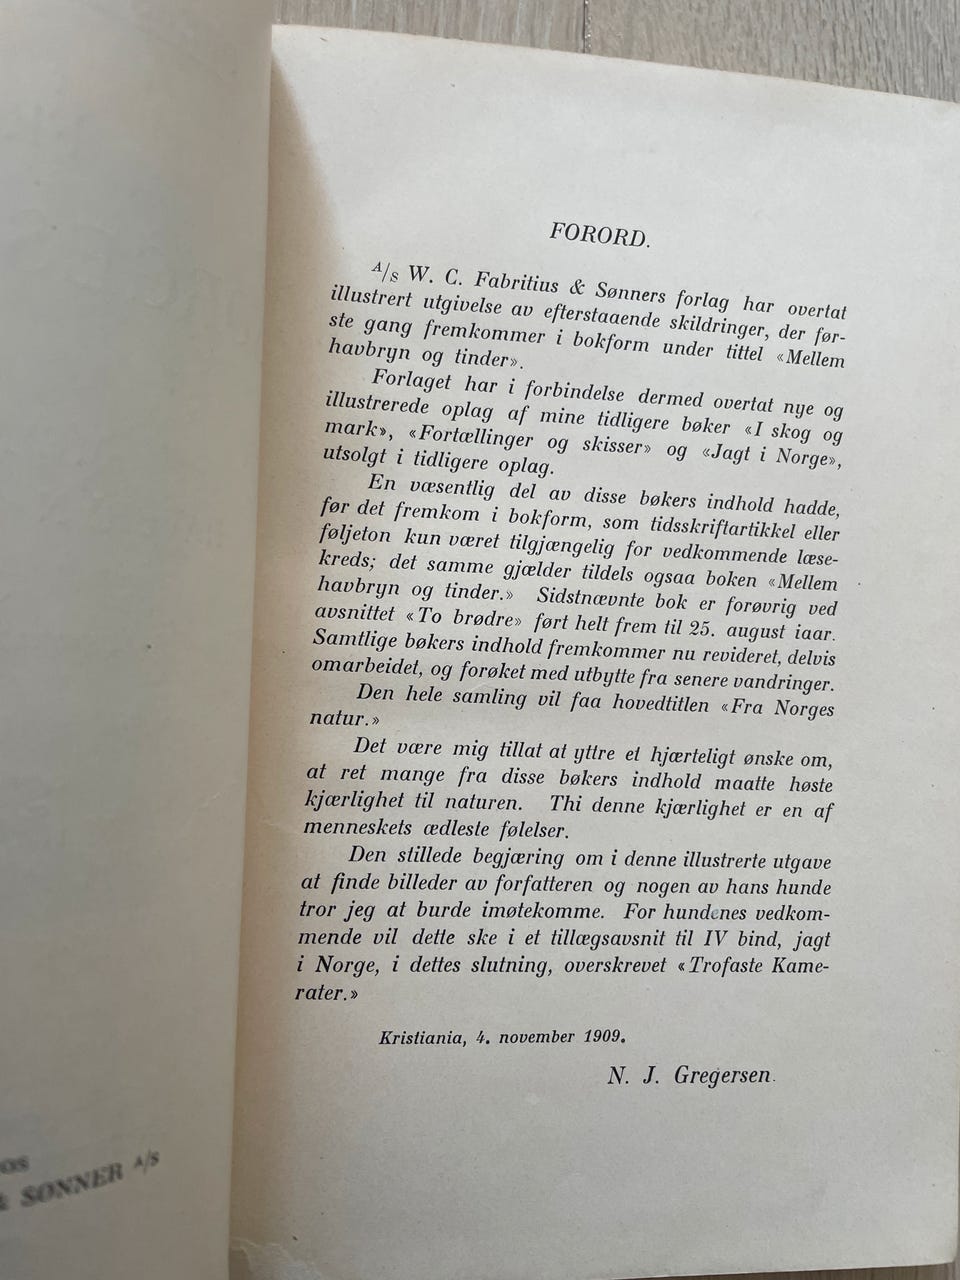 FORORD.
A/S W. C. Fabritius & Sønners forlag har overtat
illustrert utgivelse av efterstaaende skildringer, der før-
ste gang fremkommer i bokform under tittel «Mellem
havbryn og tinder».
Forlaget har i forbindelse dermed overtat nye og
illustrerede oplag af mine tidligere bøker «I skog og
mark», «Fortællinger og skisser» og «Jagt i Norge»,
utsolgt i tidligere oplag.
En væsentlig del av disse bøkers indhold hadde,
før det fremkom i bokform, som tidsskriftartikkel eller
føljeton kun været tilgjængelig for vedkommende læse-
kreds; det samme gjælder tildels ogsaa boken «Mellem
havbryn og tinder.» Sidstnævnte bok er forøvrig ved
avsnittet «To brødre» ført helt frem til 25. august iaar.
Samtlige bøkers indhold fremkommer nu revideret, delvis
omarbeidet, og forøket med utbytte fra senere vandringer.
Den hele samling vil faa hovedtitlen «Fra Norges
natur.»
Det være mig tillat at yttre et hjærteligt ønske om,
at ret mange fra disse bøkers indhold maatte høste
kjærlighet til naturen. Thi denne kjærlighet er en af
menneskets ædleste følelser.
Den stillede begjæring om i denne illustrerte utgave
at finde billeder av forfatteren og nogen av hans hunde
tror jeg at burde imøtekomme. For hundenes vedkom-
mende vil dette ske i et tillægsavsnit til IV bind, jagt
i Norge, i dettes slutning, overskrevet «Trofaste Kame-
rater.»
Kristiania, 4. november 1909.
N. J. Gregersen.
OS
& SØNNER A/S